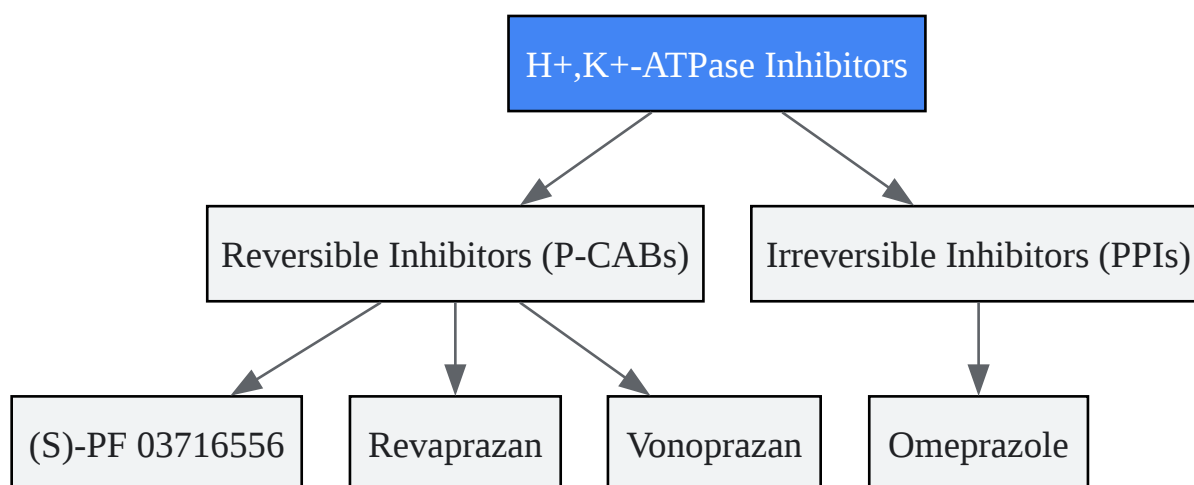 H+,K+-ATPase Inhibitors
Reversible Inhibitors (P-CABs)
Irreversible Inhibitors (PPIs)
(S)-PF 03716556
Revaprazan
Vonoprazan
Omeprazole